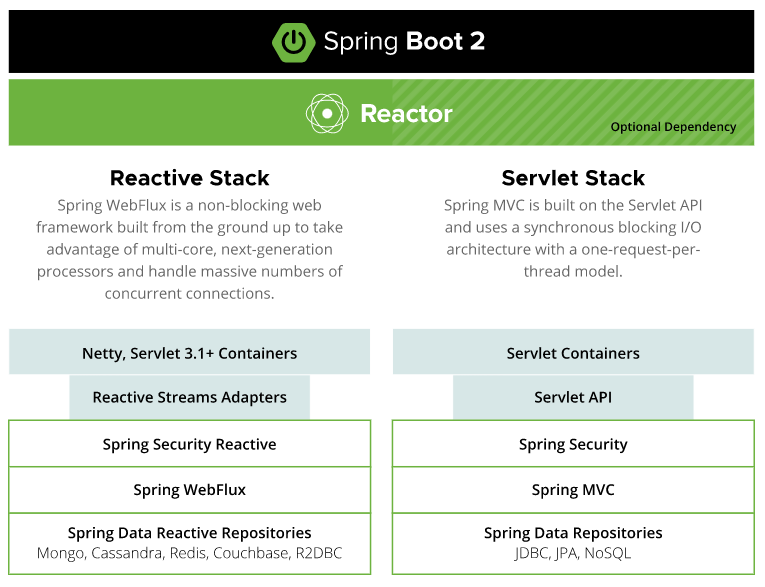 Spring Boot 2
Reactor
Optional Dependency
Reactive Stack
Spring WebFlux is a non-blocking web
framework built from the ground up to take
advantage of multi-core, next-generation
processors and handle massive numbers of
concurrent connections.
Servlet Stack
Spring MVC is built on the Servlet API
and uses a synchronous blocking I/O
architecture with a one-request-per-
thread model.
Netty, Servlet 3.1+ Containers
Reactive Streams Adapters
Spring Security Reactive
Spring WebFlux
Spring Data Reactive Repositories
Mongo, Cassandra, Redis, Couchbase, R2DBC
Servlet Containers
Servlet API
Spring Security
Spring MVC
Spring Data Repositories
JDBC, JPA, NoSQL